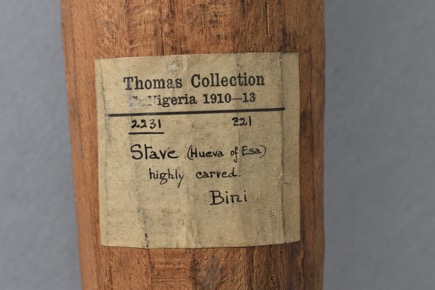 Thomas Collection
Nigeria 1910—13
2231 221
Stave (Hueva of Esa)
highly carved.
Bini